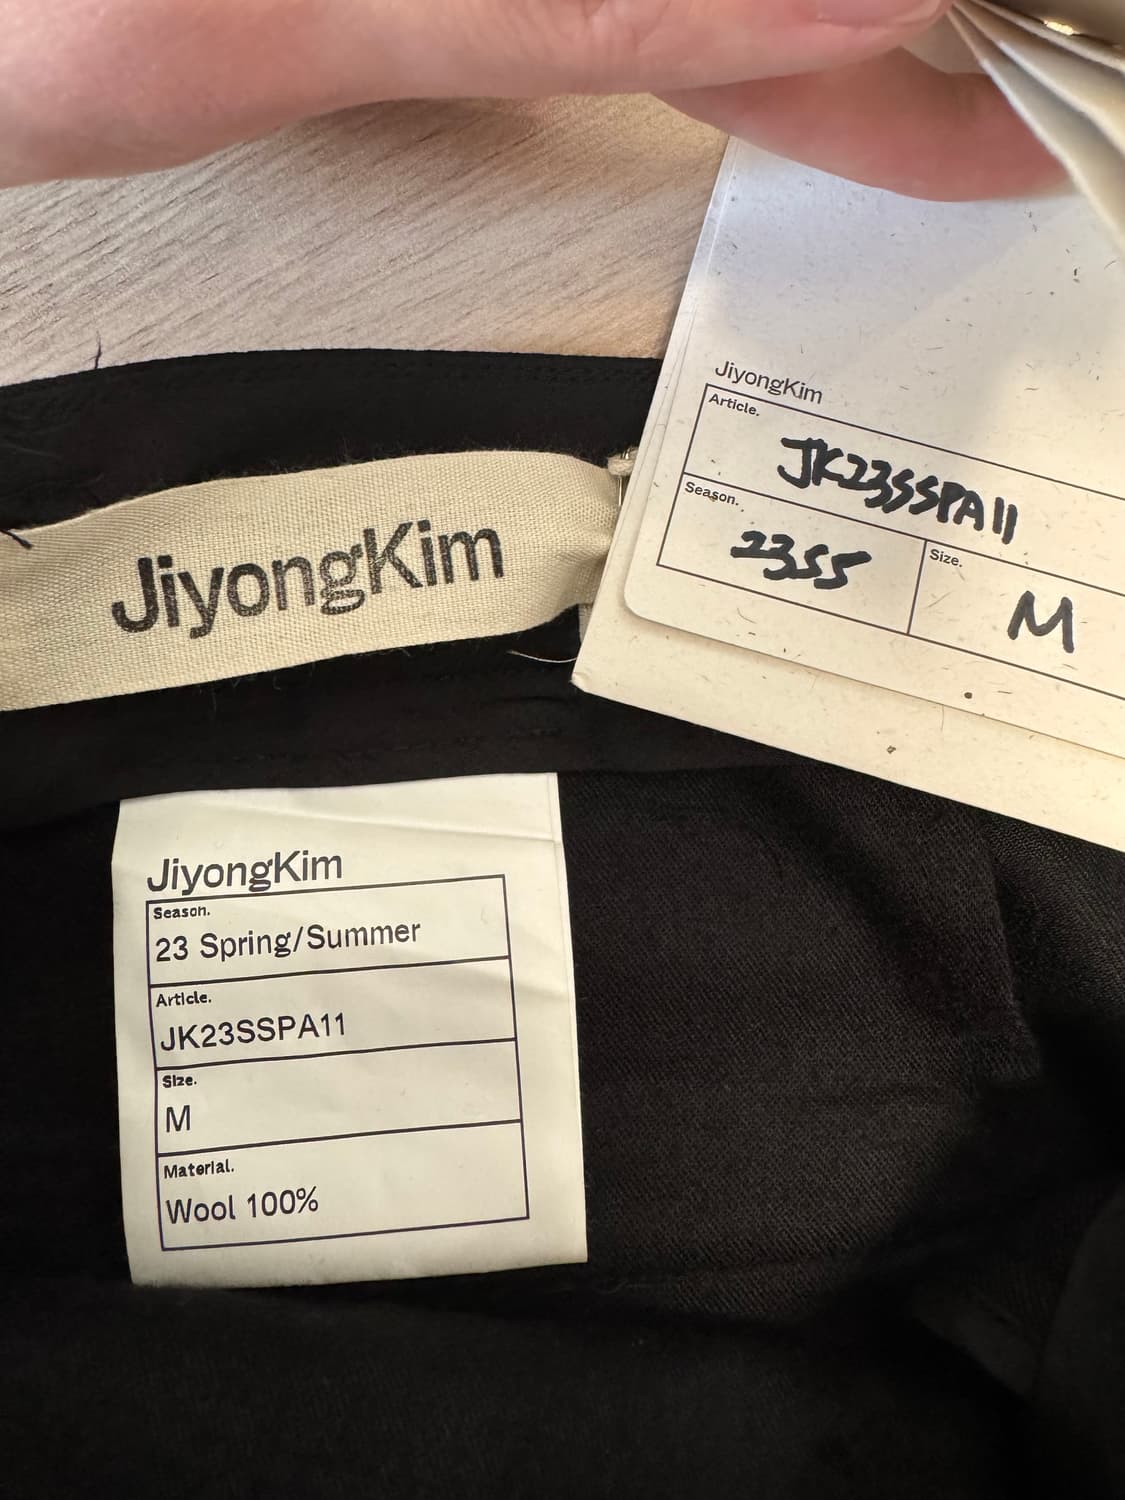 JiyongKim
Article.
JK23SSPA11
Season.
23SS
Size.
M
JiyongKim
JiyongKim
Season.
23 Spring/Summer
Article.
JK23SSPA11
Size.
M
Material.
Wool 100%